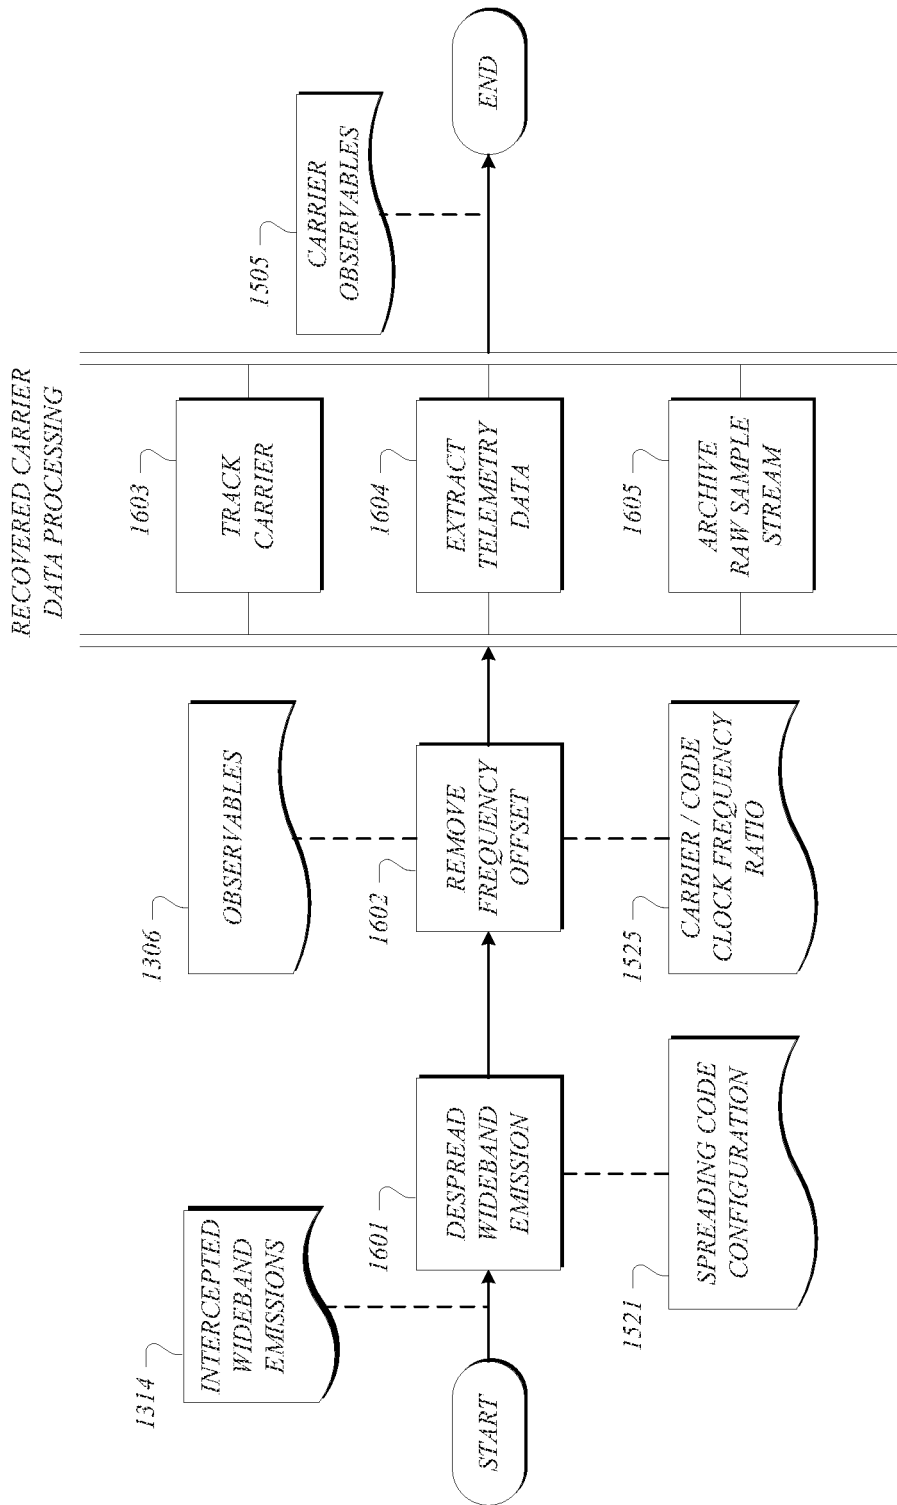 RECOVERED CARRIER
DATA PROCESSING
START
1314
INTERCEPTED
WIDEBAND
EMISSIONS
1601
DESPREAD
WIDEBAND
EMISSION
1521
SPREADING CODE
CONFIGURATION
1306
OBSERVABLES
1602
REMOVE
FREQUENCY
OFFSET
1525
CARRIER / CODE
CLOCK FREQUENCY
RATIO
1603
TRACK
CARRIER
1604
EXTRACT
TELEMETRY
DATA
1605
ARCHIVE
RAW SAMPLE
STREAM
1505
CARRIER
OBSERVABLES
END